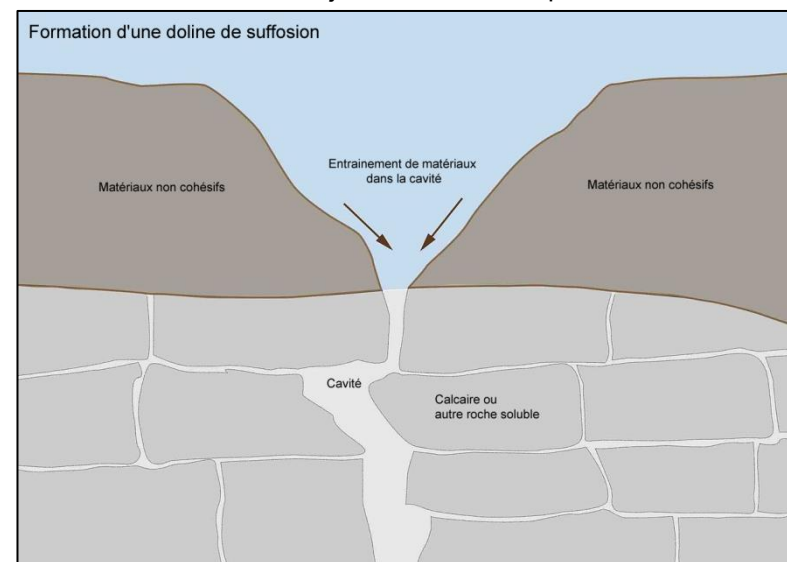 Formation d'une doline de suffosion
Entrainement de matériaux
dans la cavité
Matériaux non cohésifs
Matériaux non cohésifs
Cavité
Calcaire ou
autre roche soluble